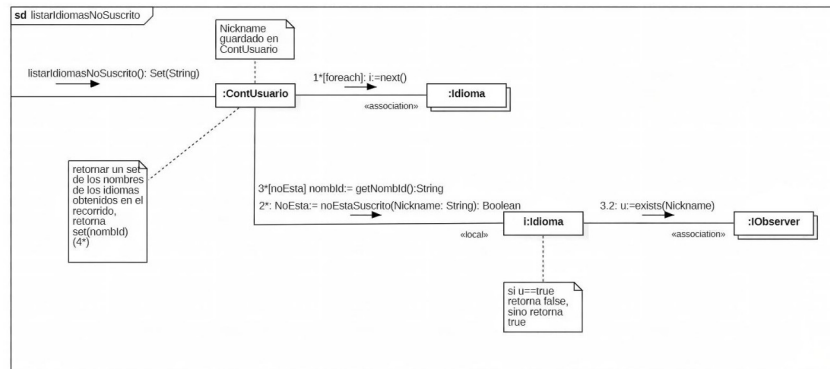 sd listarIdiomasNoSuscrito
Nickname
guardado en
ContUsuario
listarIdiomasNoSuscrito(): Set(String)
1*[foreach]: i:=next()
:ContUsuario
:Idioma
«association»
retornar un set
de los nombres
de los idiomas
obtenidos en el
recorrido,
retorna
set(nombId)
(4*)
3*[noEsta] nombId:= getNombId():String
2*: NoEsta:= noEstaSuscrito(Nickname: String): Boolean
3.2: u:=exists(Nickname)
i:Idioma
:IObserver
«local»
«association»
si u==true
retorna false,
sino retorna
true